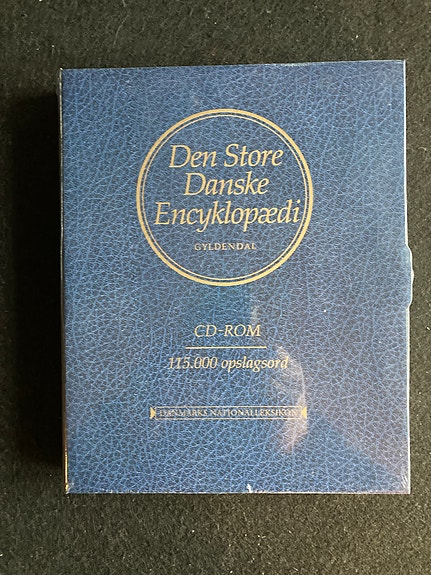 Den Store
Danske
Encyklopædi
GYLDENDAL
CD-ROM
115.000 opslagsord
DANMARKS NATIONALLEKSIKON